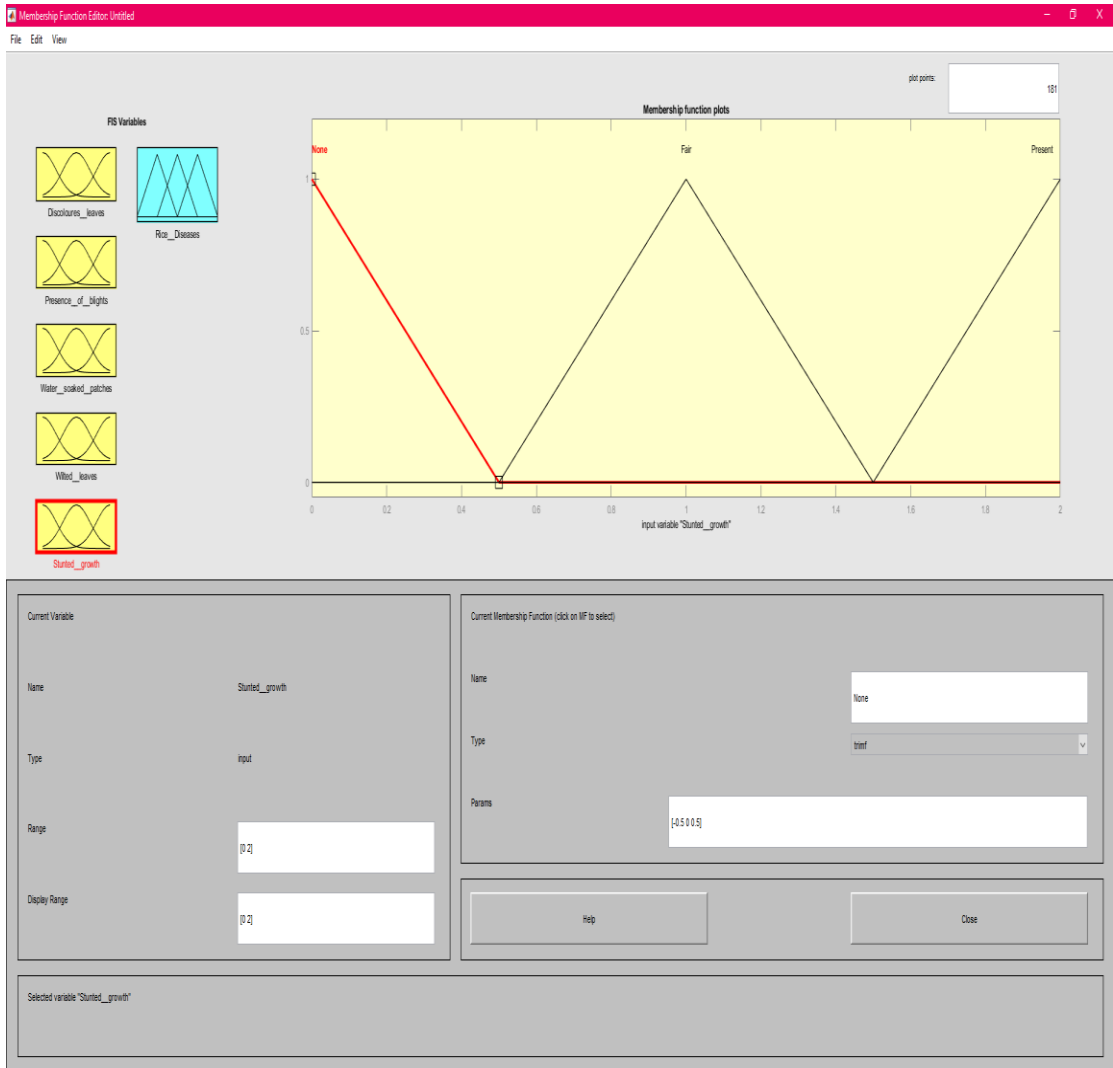 Membership Function Editor: Untitled
File Edit View
plot points:
181
FIS Variables
Discoloures__leaves
Presence__of__blights
Water__soaked__patches
Wilted__leaves
Stunted__growth
Rice__Diseases
Membership function plots
None Fair Present
1
0.5
0
0 0.2 0.4 0.6 0.8 1 1.2 1.4 1.6 1.8 2
input variable "Stunted__growth"
Current Variable
Name Stunted__growth
Type input
Range [0 2]
Display Range [0 2]
Current Membership Function (click on MF to select)
Name None
Type trimf
Params [-0.5 0 0.5]
Help Close
Selected variable "Stunted__growth"